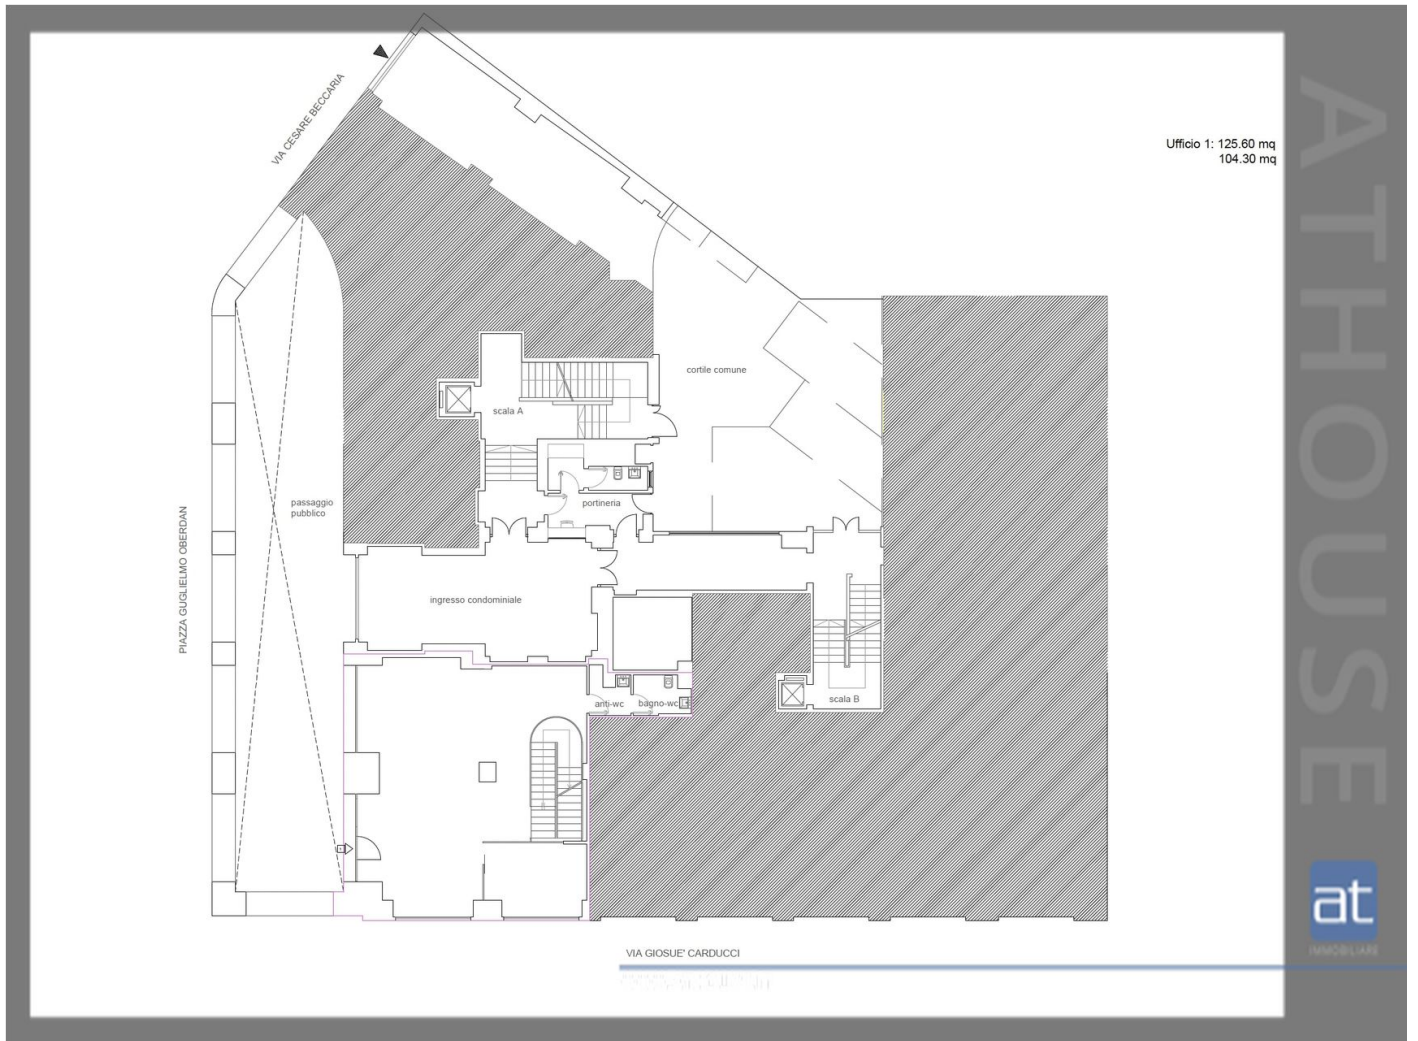 VIA CESARE BECCARIA
Ufficio 1: 125.60 mq
104.30 mq
ATHOUSE
cortile comune
scala A
passaggio
pubblico
portineria
PIAZZA GUGLIELMO OBERDAN
ingresso condominiale
anti-wc
bagno-wc
scala B
at
IMMOBILIARE
VIA GIOSUE' CARDUCCI